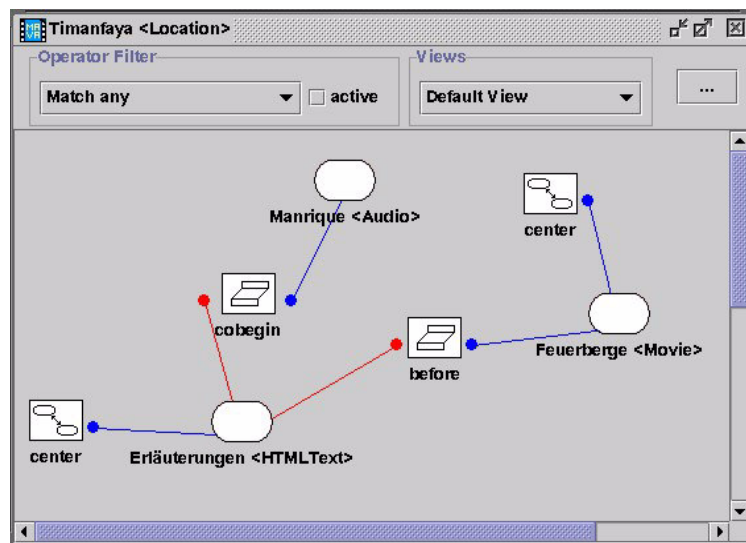 MAVA
Timanfaya <Location>
Operator Filter
Views
Match any
active
Default View
...
Manrique <Audio>
center
cobegin
Feuerberge <Movie>
before
center
Erläuterungen <HTMLText>